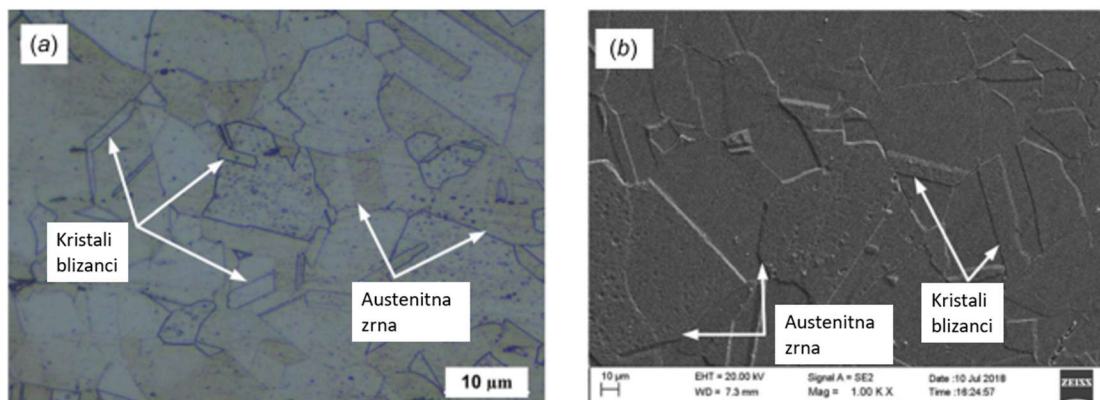 (a)
Kristali
blizanci
Austenitna
zrna
10 µm
(b)
Kristali
blizanci
Austenitna
zrna
10 µm
EHT = 20.00 kV
WD = 7.3 mm
Signal A = SE2
Mag = 1.00 K X
Date :10 Jul 2018
Time :16:24:57
ZEISS